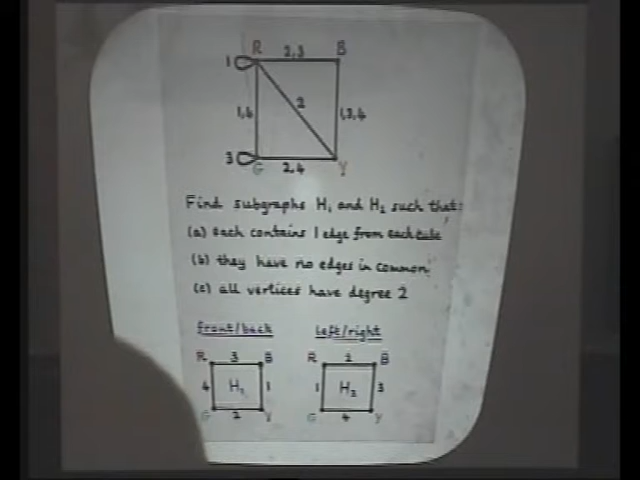 R 2,3 B
1
1,4 2 1,3,4
3
G 2,4 Y
Find subgraphs H₁ and H₂ such that:
(a) each contains 1 edge from each cube
(b) they have no edges in common
(c) all vertices have degree 2
front/back left/right
R 3 B R 2 B
4 H₁ 1 1 H₂ 3
G 2 Y G 4 Y